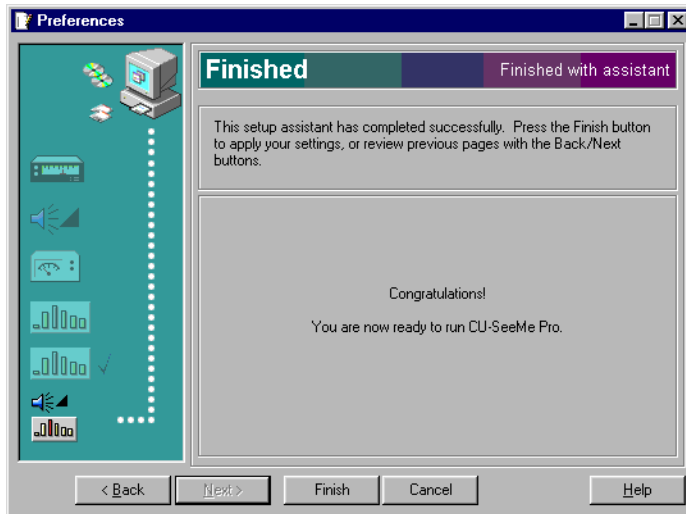 Preferences
Finished
Finished with assistant
This setup assistant has completed successfully. Press the Finish button
to apply your settings, or review previous pages with the Back/Next
buttons.
Congratulations!
You are now ready to run CU-SeeMe Pro.
< Back
Next >
Finish
Cancel
Help